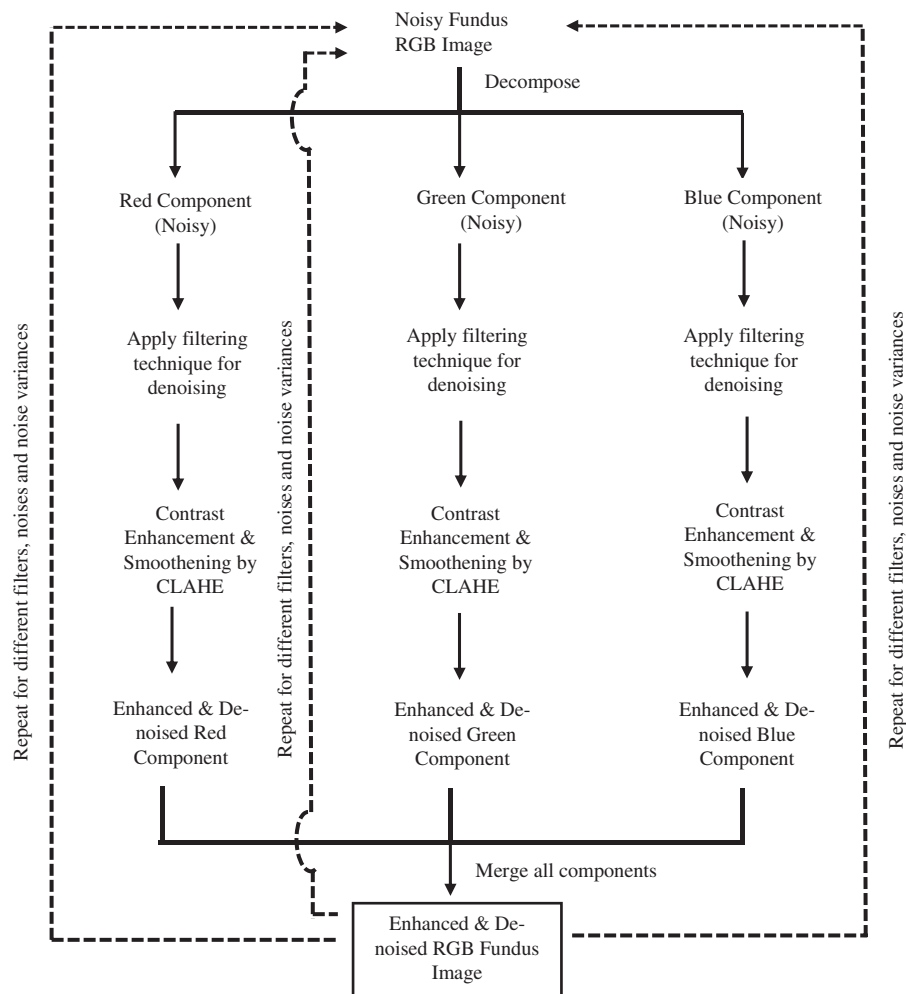 Noisy Fundus
RGB Image
Decompose
Red Component
(Noisy)
Green Component
(Noisy)
Blue Component
(Noisy)
Apply filtering
technique for
denoising
Apply filtering
technique for
denoising
Apply filtering
technique for
denoising
Contrast
Enhancement &
Smoothening by
CLAHE
Contrast
Enhancement &
Smoothening by
CLAHE
Contrast
Enhancement &
Smoothening by
CLAHE
Enhanced & De-
noised Red
Component
Enhanced & De-
noised Green
Component
Enhanced & De-
noised Blue
Component
Repeat for different filters, noises and noise variances
Repeat for different filters, noises and noise variances
Repeat for different filters, noises and noise variances
Merge all components
Enhanced & De-
noised RGB Fundus
Image